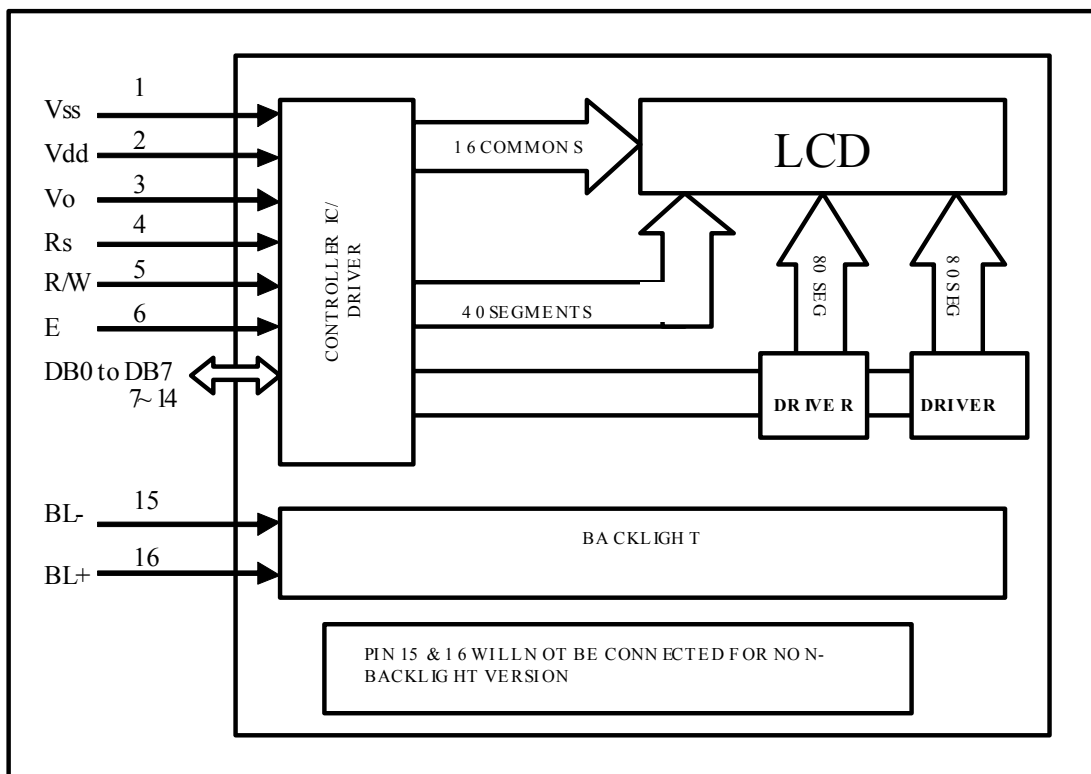 1
Vss
2
Vdd
3
Vo
4
Rs
5
R/W
6
E
DB0 to DB7
7~14
CONTROLLER IC/
DRIVER
16 COMMONS
LCD
40 SEGMENTS
80 SEG
80 SEG
DRIVER
DRIVER
15
BL-
16
BL+
BACKLIGHT
PIN 15 & 16 WILL NOT BE CONNECTED FOR NON-
BACKLIGHT VERSION